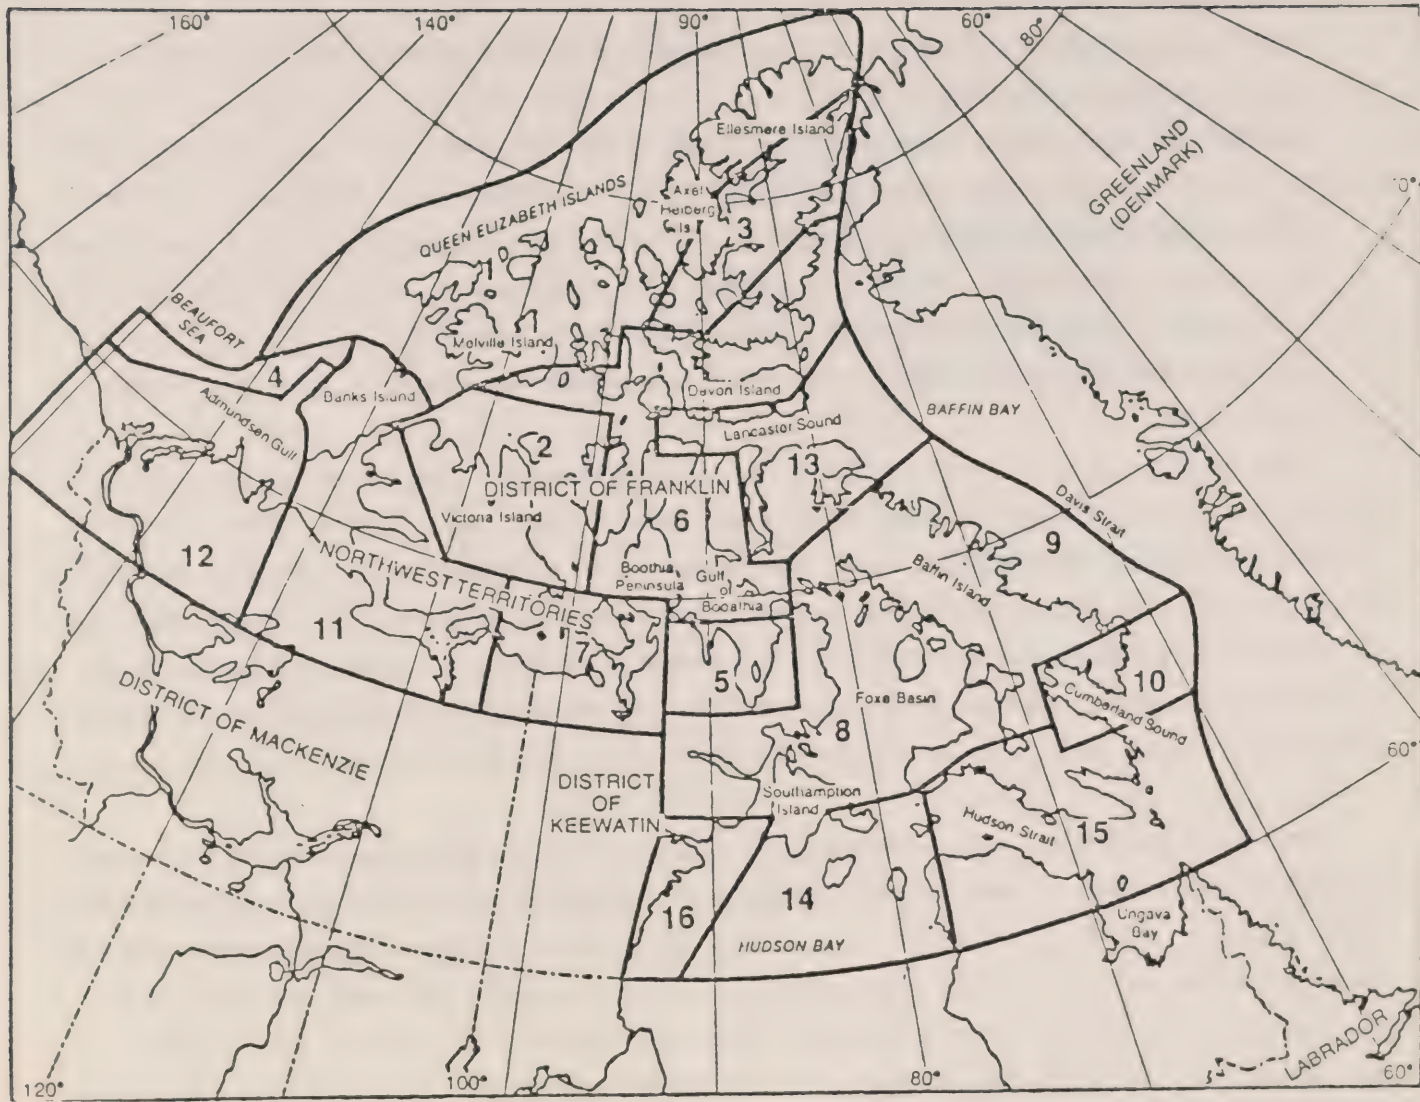 160°
140°
90°
60°
80°
Ellesmere Island
GREENLAND
(DENMARK)
QUEEN ELIZABETH ISLANDS
Axel
Heiberg
Is
3
1
BEAUFORT
SEA
Melville Island
4
Banks Island
Devon Island
Admundsen Gulf
BAFFIN BAY
Lancaster Sound
2
13
DISTRICT OF FRANKLIN
Victoria Island
6
Davis Strait
9
12
NORTHWEST TERRITORIES
Boothia
Peninsula
Gulf
of
Booathia
Baffin Island
11
7
5
10
DISTRICT OF MACKENZIE
Foxe Basin
Cumberland Sound
8
60°
DISTRICT
OF
KEEWATIN
Southampton
Island
Hudson Strait
15
14
16
Ungava
Bay
HUDSON BAY
LABRADOR
120°
100°
80°
60°